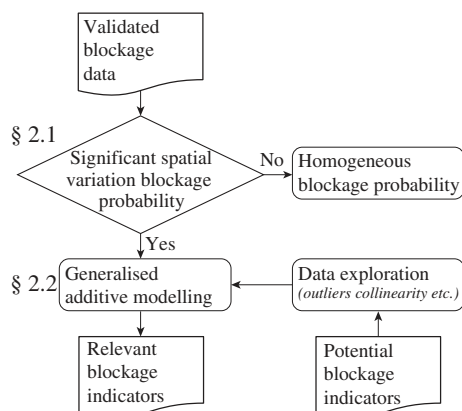 Validated
blockage
data
§ 2.1
Significant spatial
variation blockage
probability
No
Homogeneous
blockage probability
Yes
§ 2.2
Generalised
additive modelling
Data exploration
(outliers collinearity etc.)
Relevant
blockage
indicators
Potential
blockage
indicators